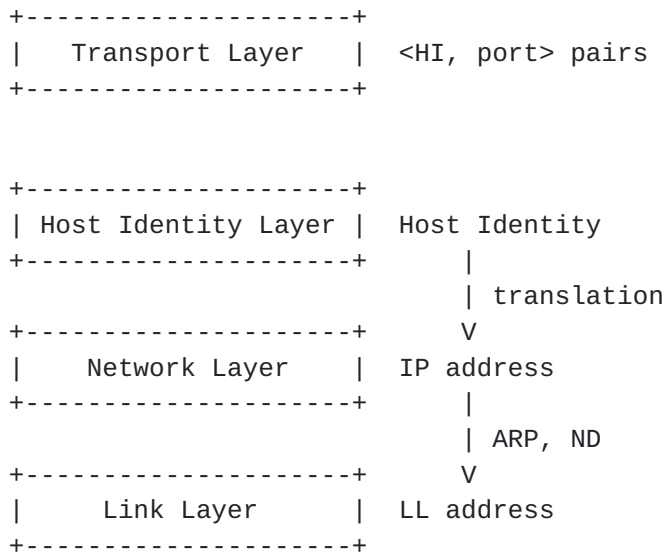 +---------------------+
|   Transport Layer   |  <HI, port> pairs
+---------------------+
+---------------------+
| Host Identity Layer |  Host Identity
+---------------------+      |
                             | translation
+---------------------+      V
|    Network Layer    |  IP address
+---------------------+      |
                             | ARP, ND
+---------------------+      V
|     Link Layer      |  LL address
+---------------------+